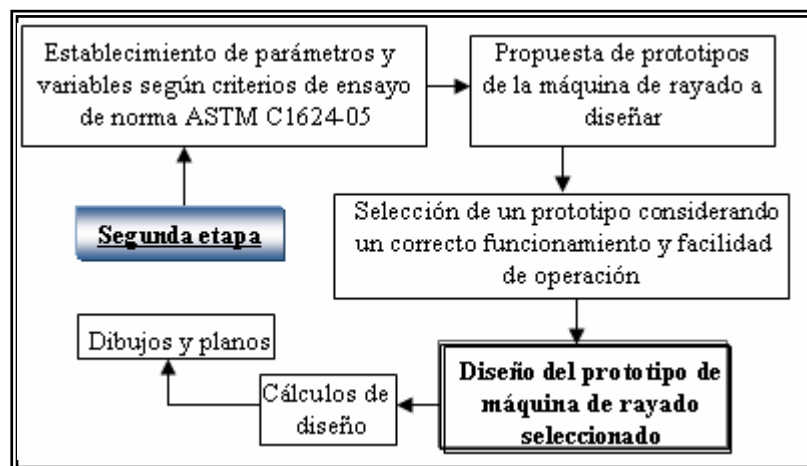 Establecimiento de parámetros y
variables según criterios de ensayo
de norma ASTM C1624-05
Propuesta de prototipos
de la máquina de rayado a
diseñar
Segunda etapa
Selección de un prototipo considerando
un correcto funcionamiento y facilidad
de operación
Diseño del prototipo de
máquina de rayado
seleccionado
Cálculos de
diseño
Dibujos y planos